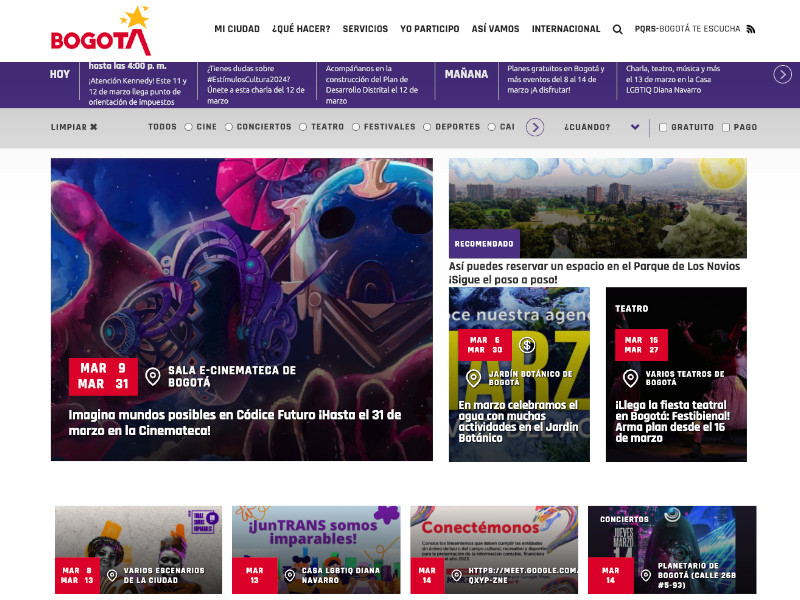 BOGOTÁ
MI CIUDAD ¿QUÉ HACER? SERVICIOS YO PARTICIPO ASÍ VAMOS INTERNACIONAL PQRS-BOGOTÁ TE ESCUCHA
HOY
hasta las 4:00 p. m.
¡Atención Kennedy! Este 11 y
12 de marzo llega punto de
orientación de impuestos
¿Tienes dudas sobre
#EstímulosCultura2024?
Únete a esta charla del 12 de
marzo
Acompáñanos en la
construcción del Plan de
Desarrollo Distrital el 12 de
marzo
MAÑANA
Planes gratuitos en Bogotá y
más eventos del 8 al 14 de
marzo ¡A disfrutar!
Charla, teatro, música y más
el 13 de marzo en la Casa
LGBTIQ Diana Navarro
LIMPIAR ✖ TODOS CINE CONCIERTOS TEATRO FESTIVALES DEPORTES CAI ¿CUÁNDO? GRATUITO PAGO
MAR 9
MAR 31
SALA E-CINEMATECA DE
BOGOTÁ
Imagina mundos posibles en Códice Futuro ¡Hasta el 31 de
marzo en la Cinemateca!
RECOMENDADO
Así puedes reservar un espacio en el Parque de Los Novios
¡Sigue el paso a paso!
oce nuestra agen
ARZ
MAR 6
MAR 30
JARDÍN BOTÁNICO DE
BOGOTÁ
En marzo celebramos el
agua con muchas
actividades en el Jardín
Botánico
TEATRO
MAR 16
MAR 27
VARIOS TEATROS DE
BOGOTÁ
¡Llega la fiesta teatral
en Bogotá: Festibienal!
Arma plan desde el 16
de marzo
MAR 8
MAR 13
VARIOS ESCENARIOS
DE LA CIUDAD
¡JunTRANS somos
imparables!
MAR
13
CASA LGBTIQ DIANA
NAVARRO
Conectémonos
MAR
14
HTTPS://MEET.GOOGLE.COM/
QXYP-ZNE
CONCIERTOS
JUEVES
MARZO
14
MAR
14
PLANETARIO DE
BOGOTÁ (CALLE 26B
#5-93)